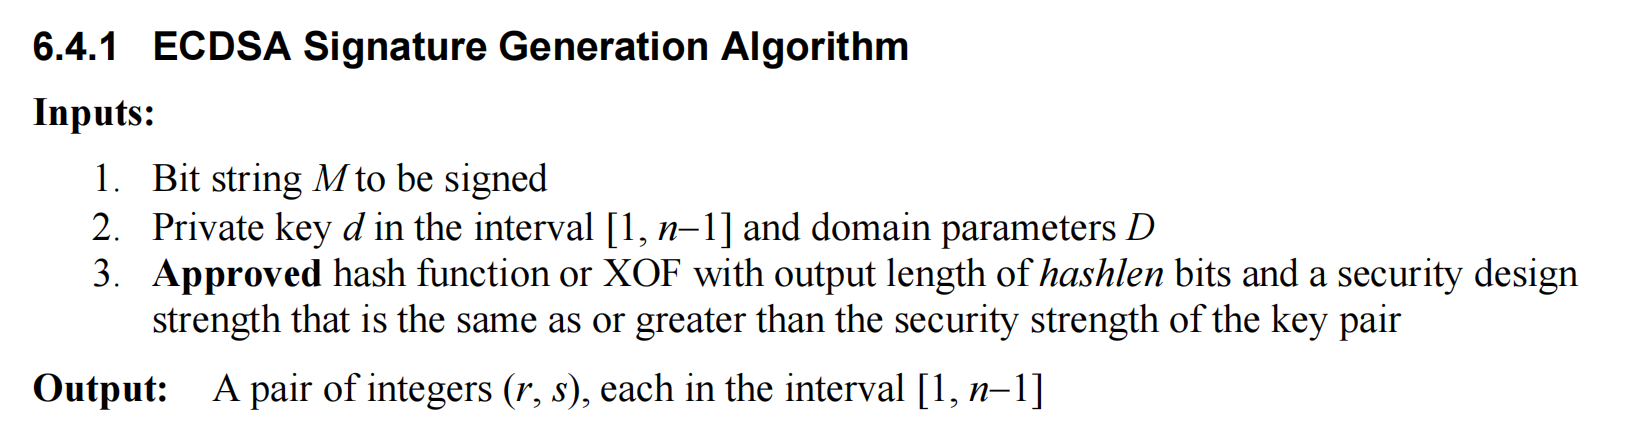 6.4.1 ECDSA Signature Generation Algorithm
Inputs:
1. Bit string M to be signed
2. Private key d in the interval [1, n–1] and domain parameters D
3. Approved hash function or XOF with output length of hashlen bits and a security design
strength that is the same as or greater than the security strength of the key pair
Output: A pair of integers (r, s), each in the interval [1, n–1]